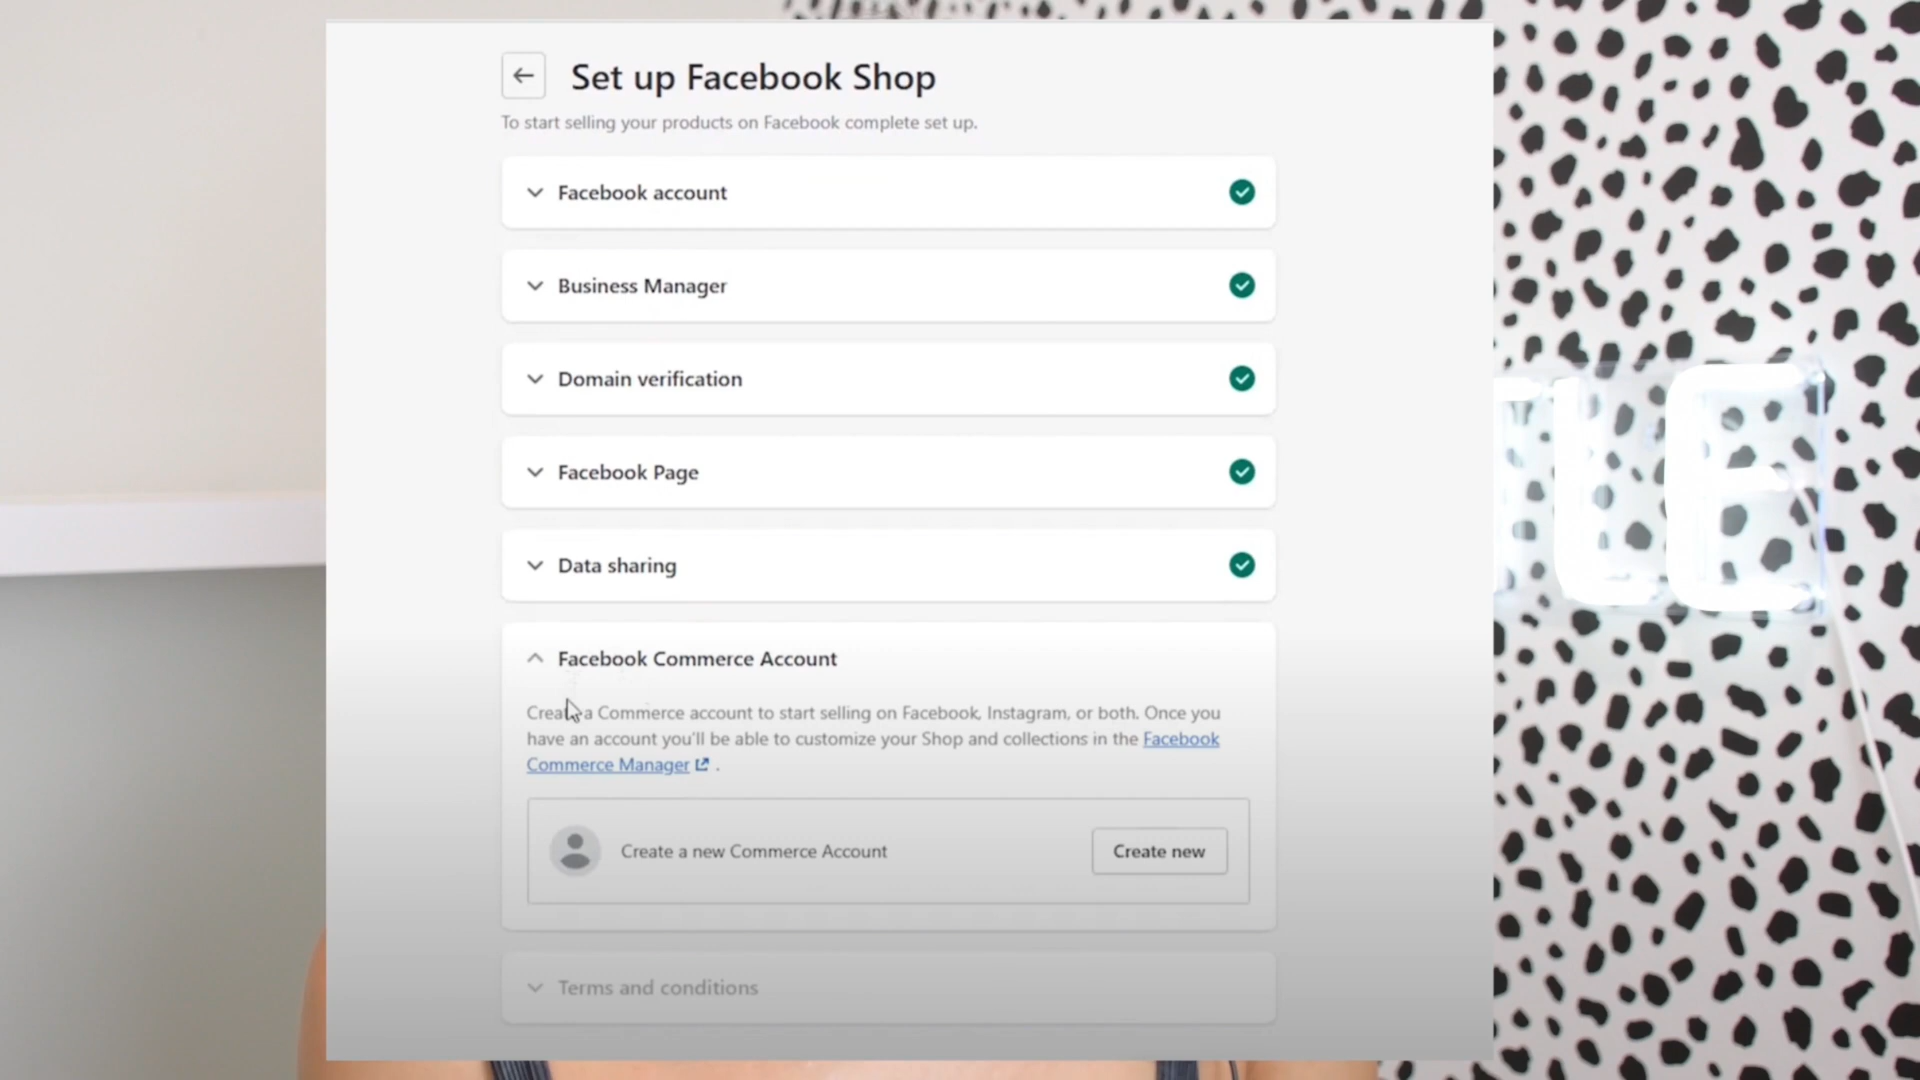 Set up Facebook Shop
To start selling your products on Facebook complete set up.
Facebook account
Business Manager
Domain verification
Facebook Page
Data sharing
Facebook Commerce Account
Create a Commerce account to start selling on Facebook, Instagram, or both. Once you
have an account you'll be able to customize your Shop and collections in the Facebook
Commerce Manager .
Create a new Commerce Account
Create new
Terms and conditions